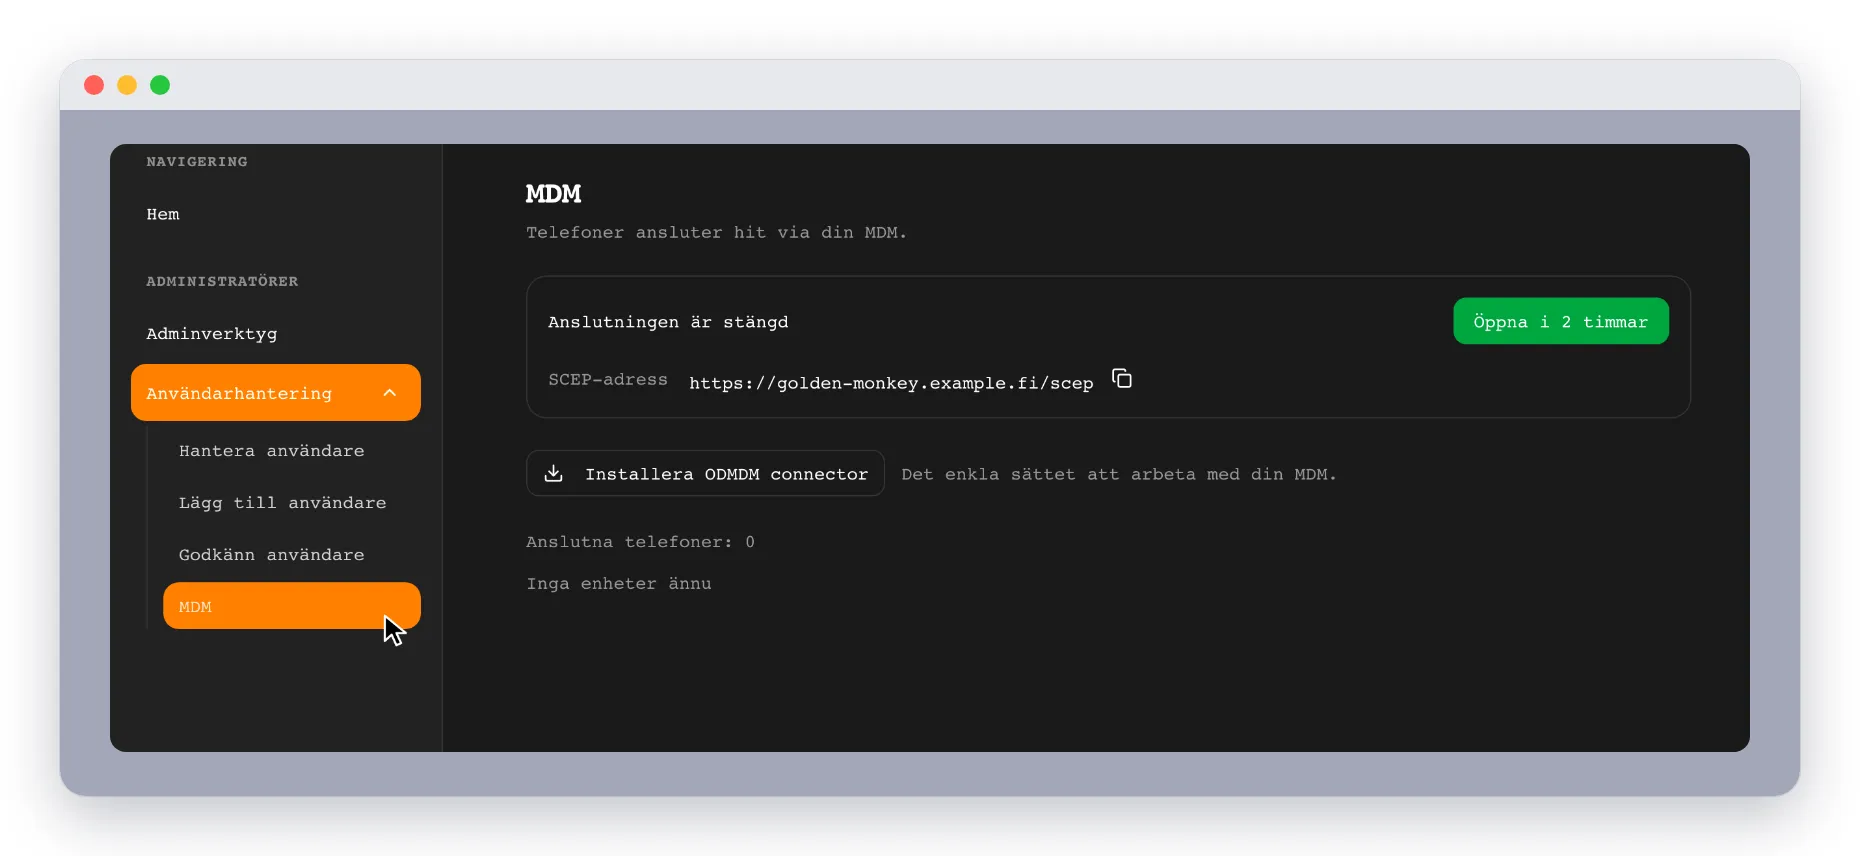 NAVIGERING
Hem
ADMINISTRATÖRER
Adminverktyg
Användarhantering
Hantera användare
Lägg till användare
Godkänn användare
MDM
MDM
Telefoner ansluter hit via din MDM.
Anslutningen är stängd
Öppna i 2 timmar
SCEP-adress https://golden-monkey.example.fi/scep
Installera ODMDM connector Det enkla sättet att arbeta med din MDM.
Anslutna telefoner: 0
Inga enheter ännu